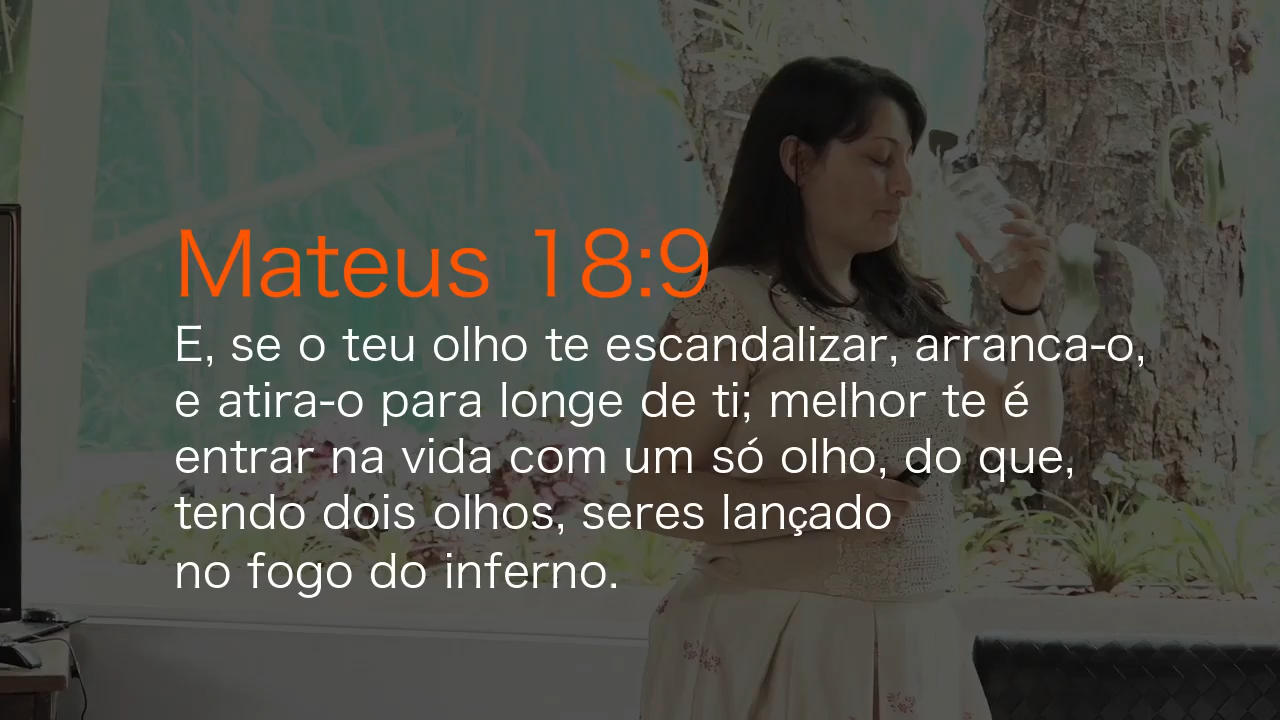 Mateus 18:9
E, se o teu olho te escandalizar, arranca-o,
e atira-o para longe de ti; melhor te é
entrar na vida com um só olho, do que,
tendo dois olhos, seres lançado
no fogo do inferno.